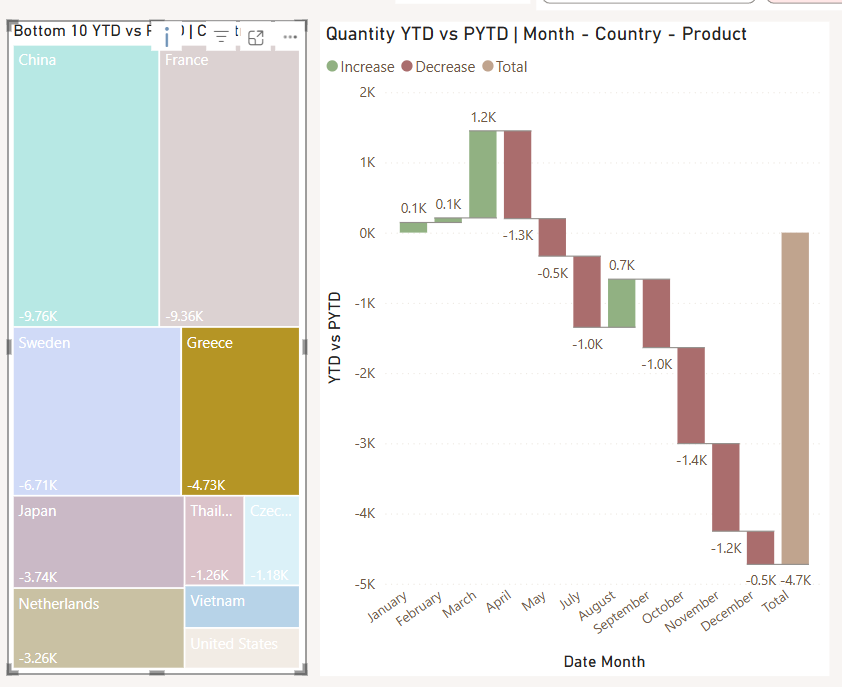 Bottom 10 YTD vs
China
France
-9.76K
-9.36K
Sweden
Greece
-6.71K
-4.73K
Japan
Thail...
Czec...
-3.74K
-1.26K
-1.18K
Netherlands
Vietnam
United States
-3.26K
Quantity YTD vs PYTD | Month - Country - Product
Increase Decrease Total
2K
1K
0K
-1K
-2K
-3K
-4K
-5K
YTD vs PYTD
0.1K
0.1K
1.2K
-1.3K
-0.5K
-1.0K
0.7K
-1.0K
-1.4K
-1.2K
-0.5K
-4.7K
January
February
March
April
May
July
August
September
October
November
December
Total
Date Month